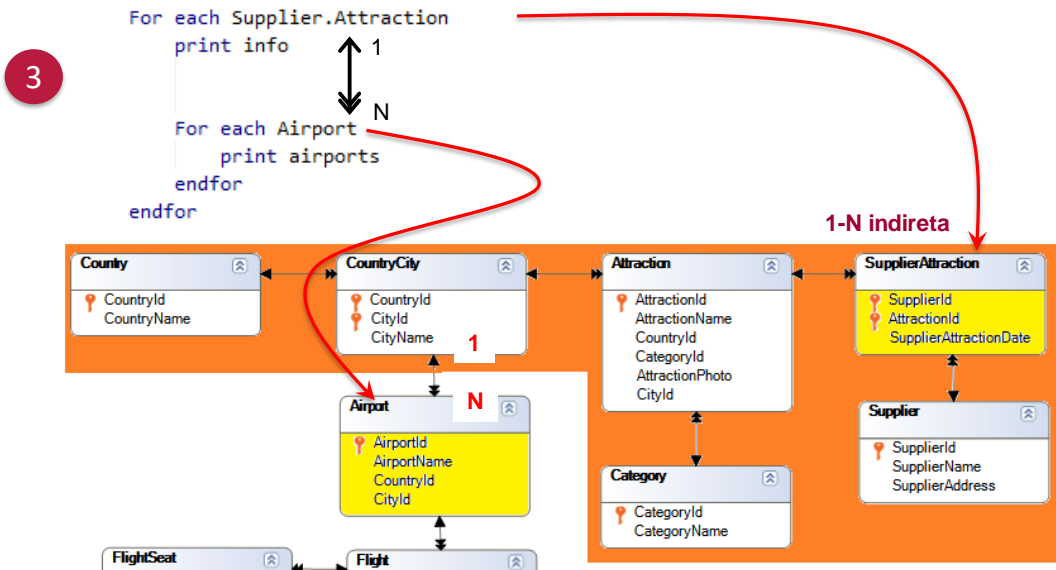 For each Supplier.Attraction
print info
1
3
N
For each Airport
print airports
endfor
endfor
1-N indireta
Country
CountryId
CountryName
CountryCity
CountryId
CityId
CityName
1
Attraction
AttractionId
AttractionName
CountryId
CategoryId
AttractionPhoto
CityId
SupplierAttraction
SupplierId
AttractionId
SupplierAttractionDate
N
Airport
AirportId
AirportName
CountryId
CityId
Supplier
SupplierId
SupplierName
SupplierAddress
Category
CategoryId
CategoryName
FlightSeat
Flight